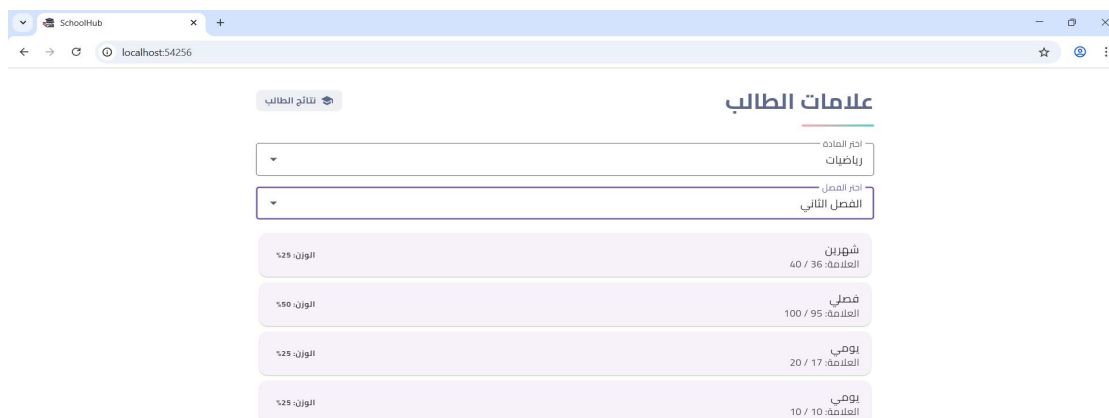 SchoolHub
localhost:54256
علامات الطالب
نتائج الطالب
اختر المادة
رياضيات
اختر الفصل
الفصل الثاني
شهرين
العلامة: 36 / 40
الوزن: 25%
فصلي
العلامة: 95 / 100
الوزن: 50%
يومي
العلامة: 17 / 20
الوزن: 25%
يومي
العلامة: 10 / 10
الوزن: 25%